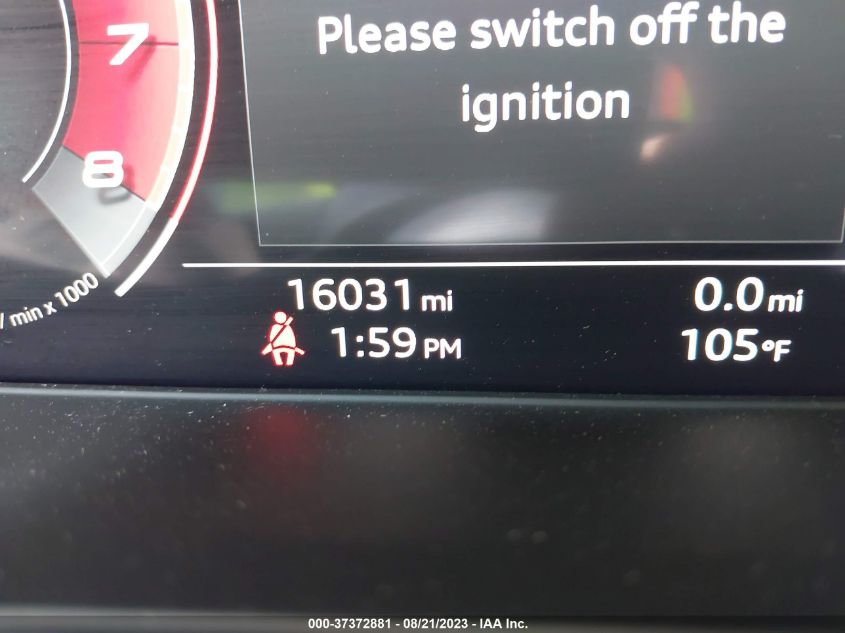 Please switch off the
ignition
7
8
/ min x 1000
16031 mi 0.0 mi
1:59 PM 105°F
000-37372881 - 08/21/2023 - IAA Inc.